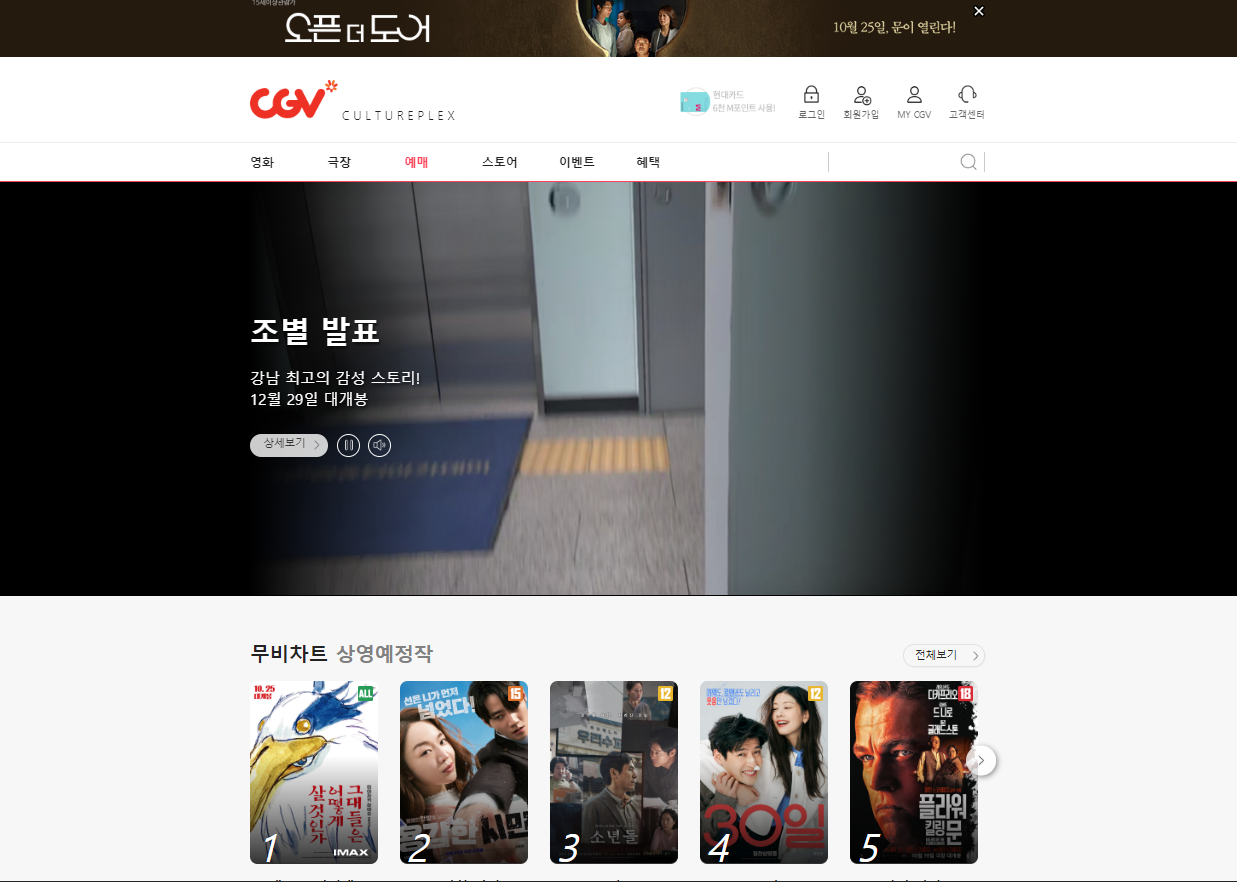 15세이상관람가
오픈 더 도어
10월 25일, 문이 열린다!
CGV
CULTUREPLEX
현대카드
6천 M포인트 사용!
로그인
회원가입
MY CGV
고객센터
영화
극장
예매
스토어
이벤트
혜택
조별 발표
강남 최고의 감성 스토리!
12월 29일 대개봉
상세보기
무비차트 상영예정작
전체보기
10. 25
대개봉
ALL
그대들은
어떻게
살 것인가
1
IMAX
선은 니가 먼저
넘었다!
15
용감한 시민
2
12
우리슈퍼
소년들
3
12
30일
4
18
플라워
킬링
문
5